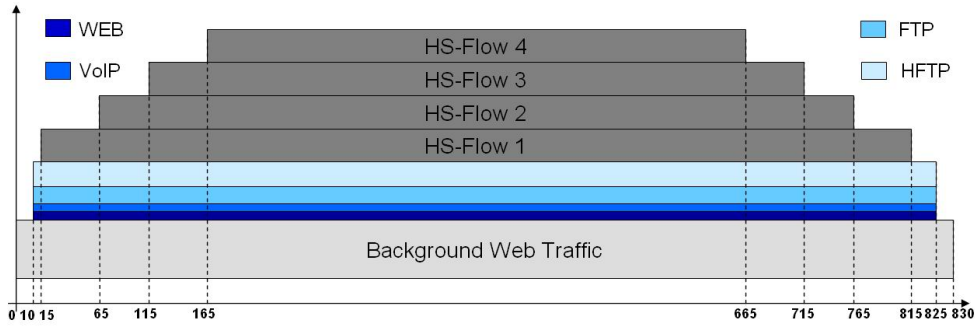 WEB
VoIP
FTP
HFTP
HS-Flow 4
HS-Flow 3
HS-Flow 2
HS-Flow 1
Background Web Traffic
0 10 15 65 115 165 665 715 765 815 825 830